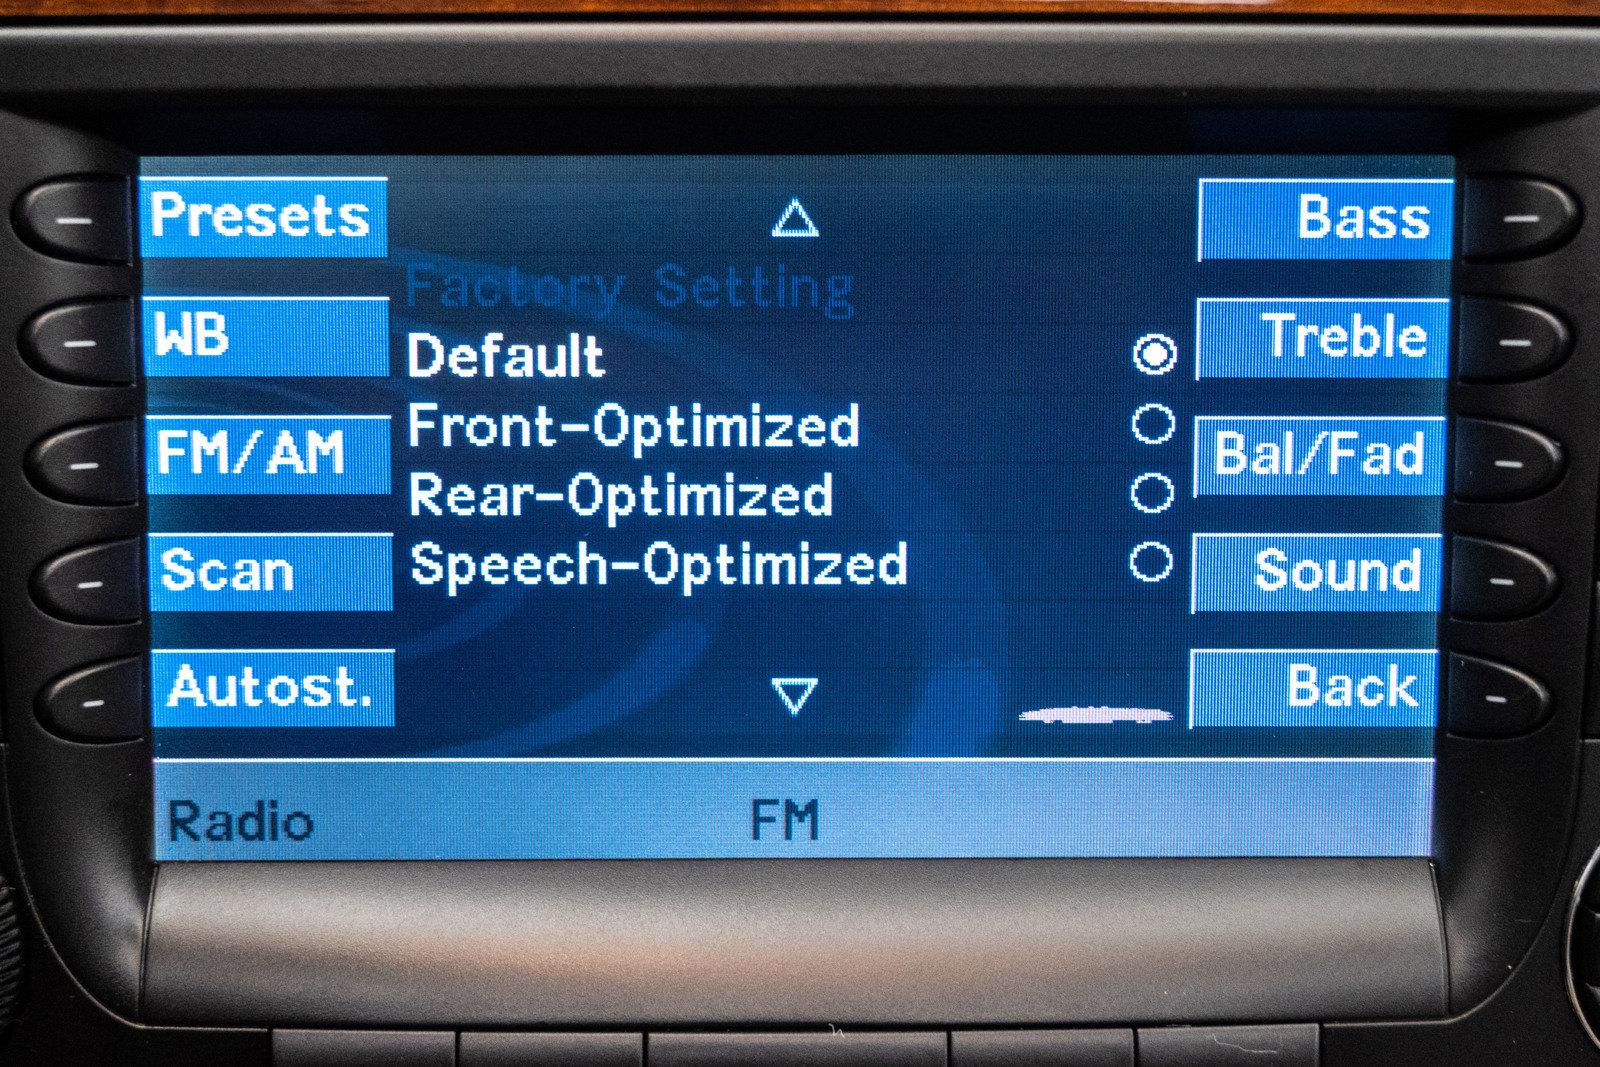 Presets
WB
FM/AM
Scan
Autost.
Factory Setting
Default
Front-Optimized
Rear-Optimized
Speech-Optimized
Bass
Treble
Bal/Fad
Sound
Back
Radio
FM